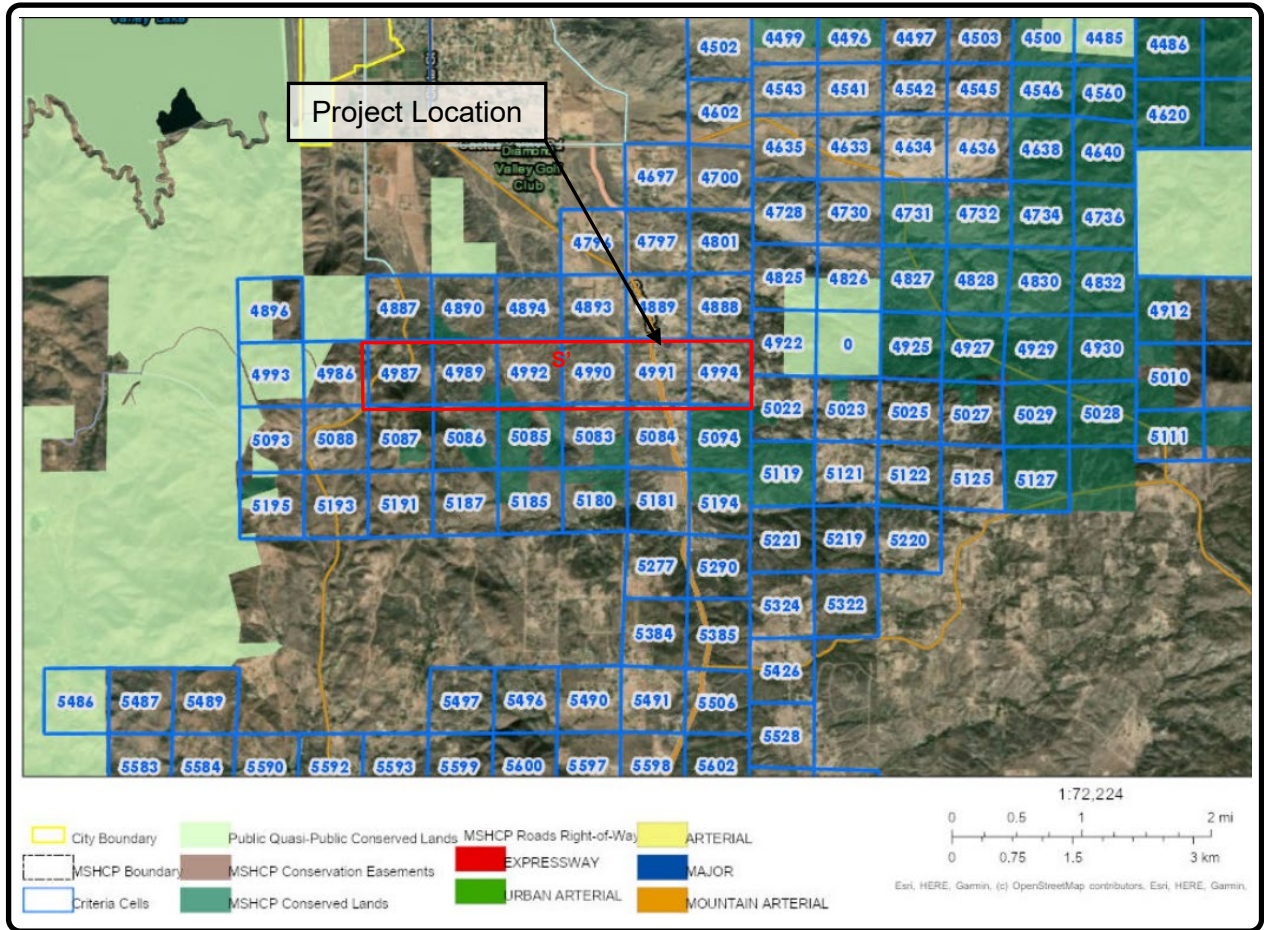 Valley Lake
Project Location
Diamond
Valley Golf
Club
4502 4499 4496 4497 4503 4500 4485 4486
4602 4543 4541 4542 4545 4546 4560 4620
4697 4700 4635 4633 4634 4636 4638 4640
4796 4797 4801 4728 4730 4731 4732 4734 4736
4896 4887 4890 4894 4893 4889 4888 4825 4826 4827 4828 4830 4832 4912
S'
4993 4986 4987 4989 4992 4990 4991 4994 4922 0 4925 4927 4929 4930 5010
5093 5088 5087 5086 5085 5083 5084 5094 5022 5023 5025 5027 5029 5028 5111
5195 5193 5191 5187 5185 5180 5181 5194 5119 5121 5122 5125 5127
5277 5290 5221 5219 5220
5384 5385 5324 5322
5486 5487 5489 5497 5496 5490 5491 5506 5426
5583 5584 5590 5592 5593 5599 5600 5597 5598 5602 5528
City Boundary
MSHCP Boundary
Criteria Cells
Public Quasi-Public Conserved Lands
MSHCP Conservation Easements
MSHCP Conserved Lands
MSHCP Roads Right-of-Way
EXPRESSWAY
URBAN ARTERIAL
ARTERIAL
MAJOR
MOUNTAIN ARTERIAL
1:72,224
0 0.5 1 2 mi
0 0.75 1.5 3 km
Esri, HERE, Garmin, (c) OpenStreetMap contributors, Esri, HERE, Garmin,